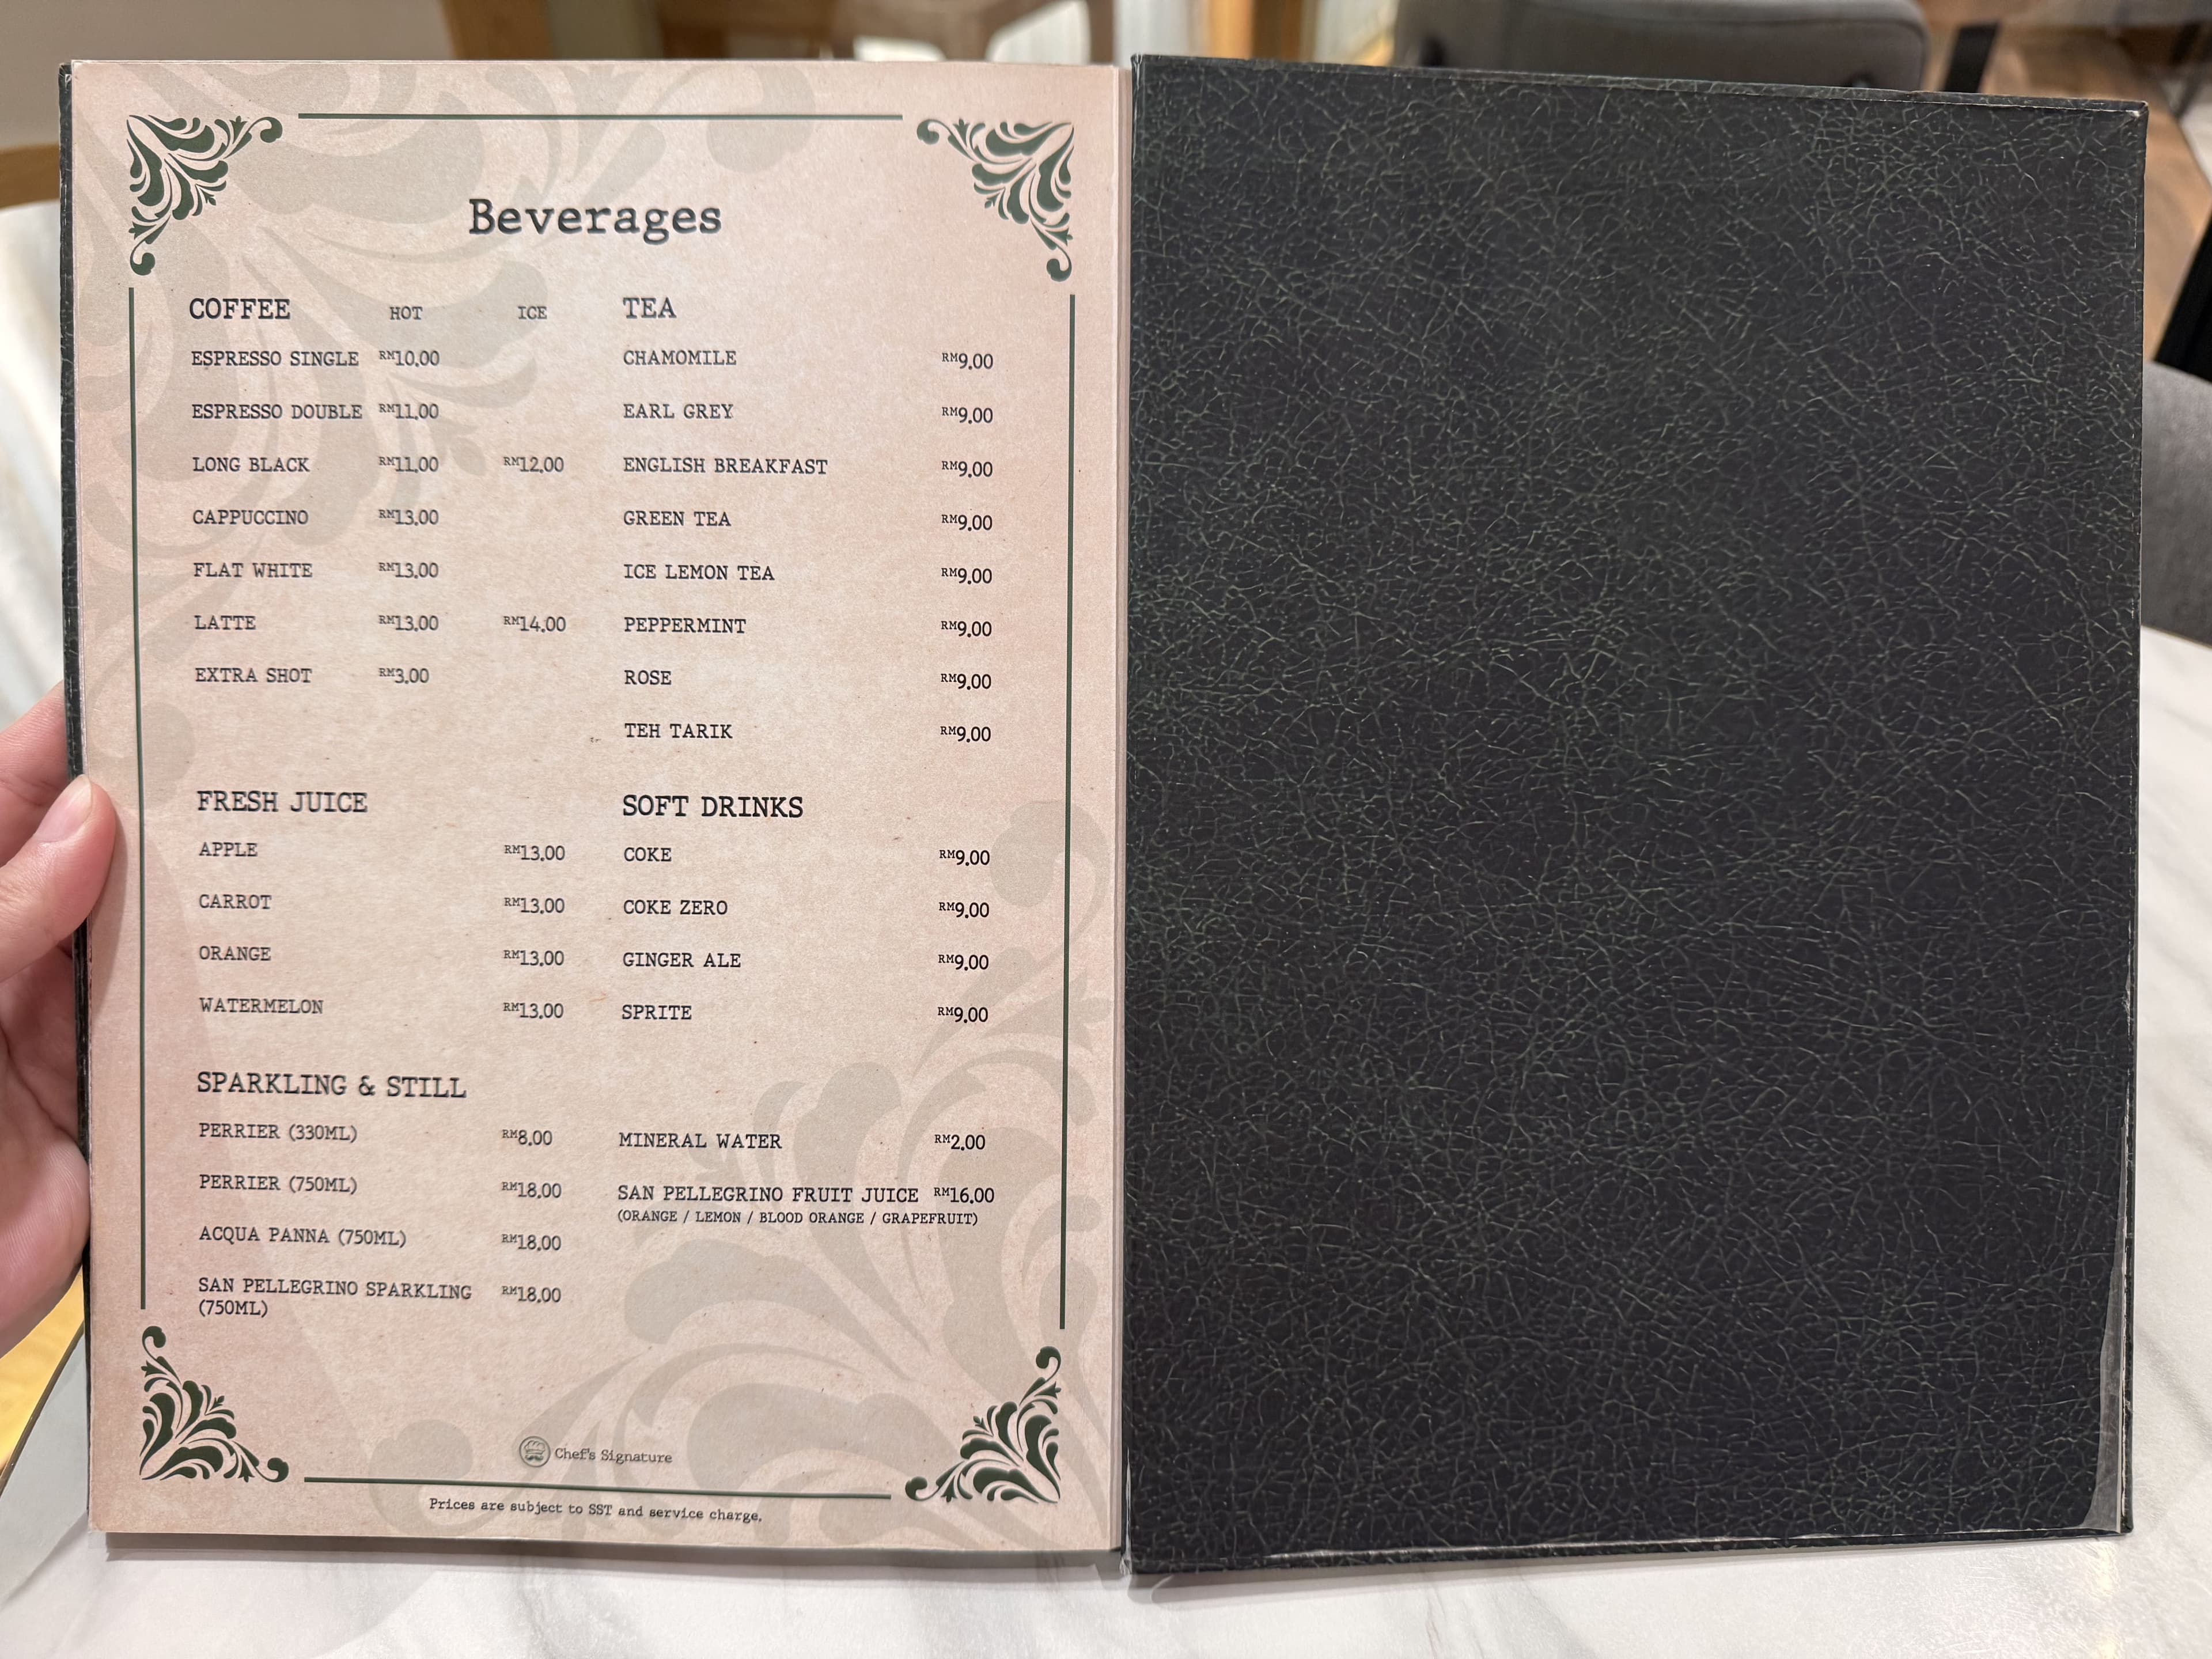 Beverages
COFFEE HOT ICE
ESPRESSO SINGLE RM10.00
ESPRESSO DOUBLE RM11.00
LONG BLACK RM11.00 RM12.00
CAPPUCCINO RM13.00
FLAT WHITE RM13.00
LATTE RM13.00 RM14.00
EXTRA SHOT RM3.00
TEA
CHAMOMILE RM9.00
EARL GREY RM9.00
ENGLISH BREAKFAST RM9.00
GREEN TEA RM9.00
ICE LEMON TEA RM9.00
PEPPERMINT RM9.00
ROSE RM9.00
TEH TARIK RM9.00
FRESH JUICE
APPLE RM13.00
CARROT RM13.00
ORANGE RM13.00
WATERMELON RM13.00
SOFT DRINKS
COKE RM9.00
COKE ZERO RM9.00
GINGER ALE RM9.00
SPRITE RM9.00
SPARKLING & STILL
PERRIER (330ML) RM8.00
PERRIER (750ML) RM18.00
ACQUA PANNA (750ML) RM18.00
SAN PELLEGRINO SPARKLING RM18.00
(750ML)
MINERAL WATER RM2.00
SAN PELLEGRINO FRUIT JUICE RM16.00
(ORANGE / LEMON / BLOOD ORANGE / GRAPEFRUIT)
Chef's Signature
Prices are subject to SST and service charge.